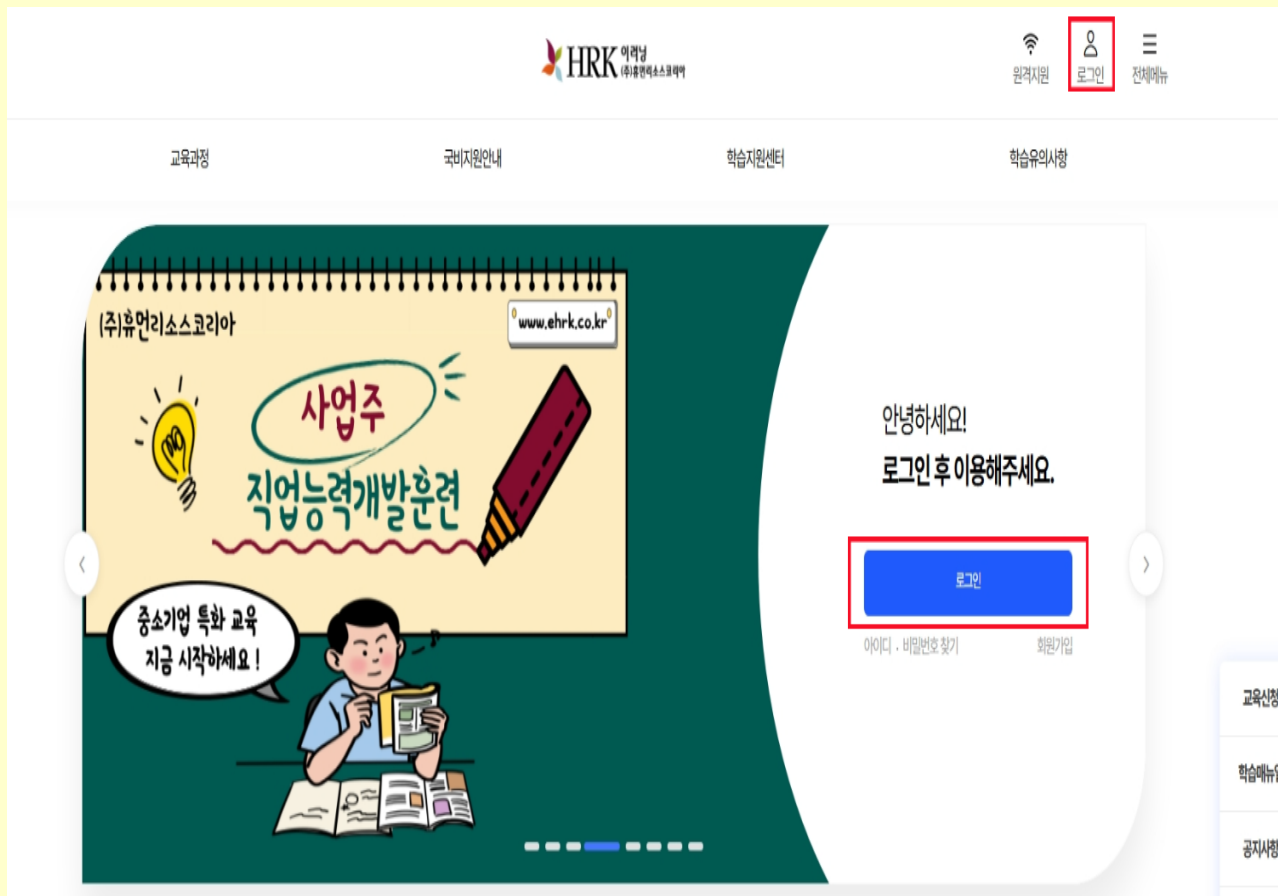 HRK 이러닝
(주)휴먼리소스코리아
원격지원
로그인
전체메뉴
교육과정
국비지원안내
학습지원센터
학습유의사항
(주)휴먼리소스코리아
www.ehrk.co.kr
사업주
직업능력개발훈련
중소기업 특화 교육
지금 시작하세요 !
안녕하세요!
로그인 후 이용해주세요.
로그인
아이디 . 비밀번호 찾기
회원가입
교육신청
학습매뉴얼
공지사항